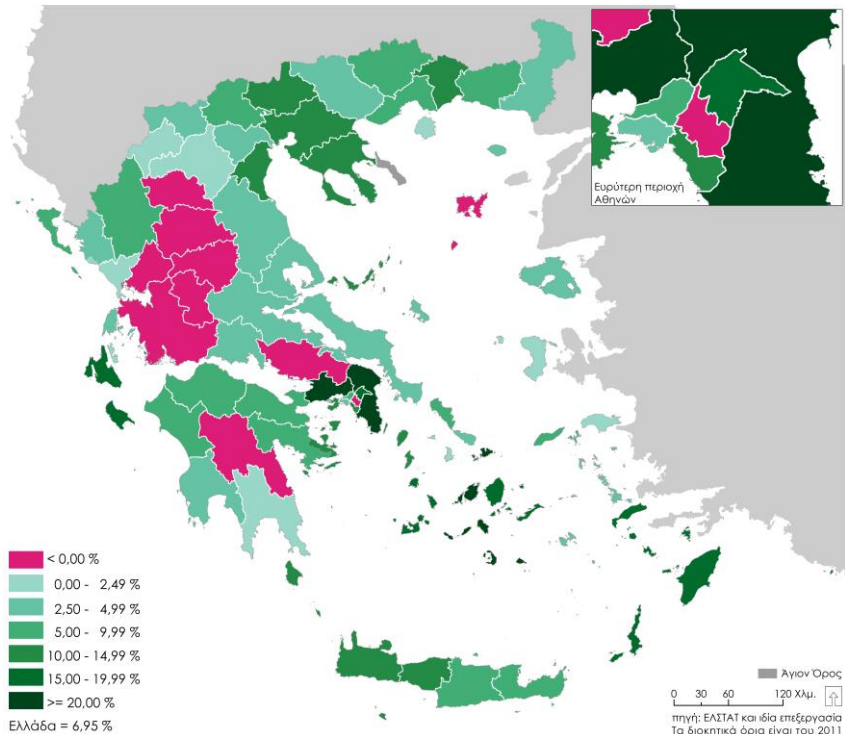 Ευρύτερη περιοχή
Αθηνών
< 0,00 %
0,00 - 2,49 %
2,50 - 4,99 %
5,00 - 9,99 %
10,00 - 14,99 %
15,00 - 19,99 %
>= 20,00 %
Ελλάδα = 6,95 %
Άγιον Όρος
0 30 60 120 Χλμ.
πηγή: ΕΛΣΤΑΤ και ιδία επεξεργασία
Τα διοικητικά όρια είναι του 2011